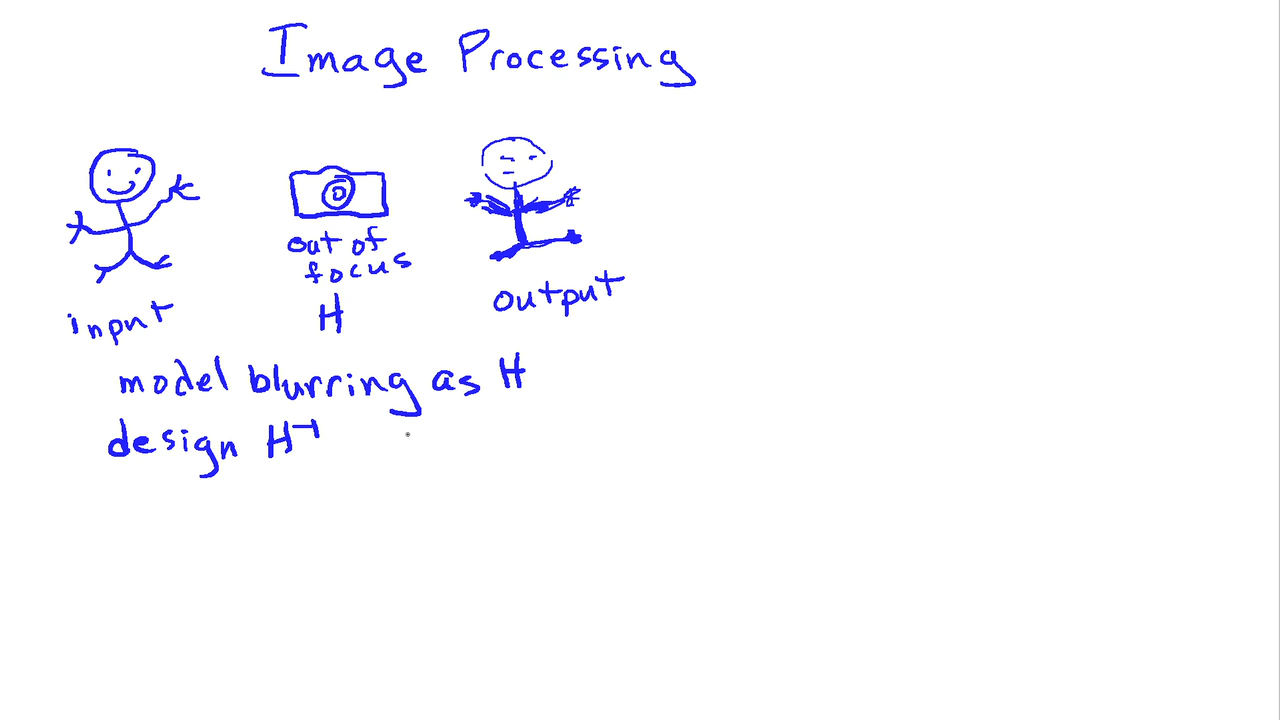 Image Processing
out of
focus
H
input
output
model blurring as H
design H⁻¹